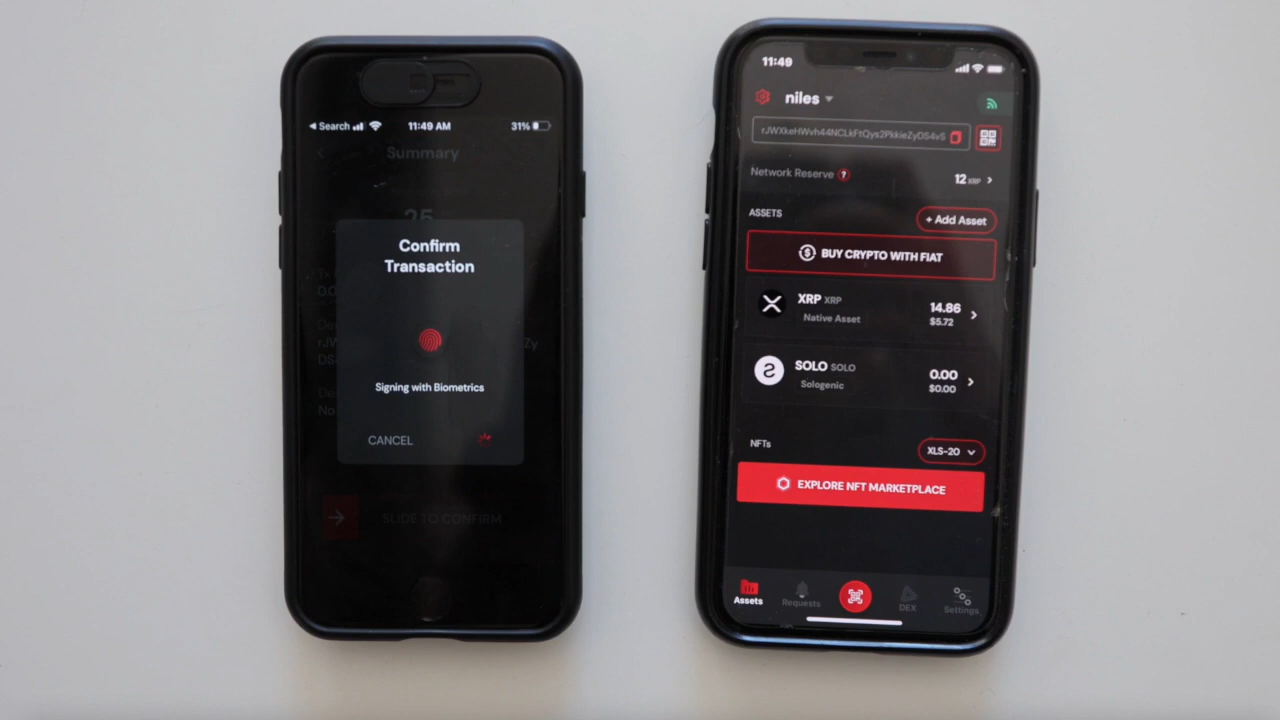 Search
11:49 AM
31%
Summary
25
Confirm
Transaction
Signing with Biometrics
CANCEL
SLIDE TO CONFIRM
11:49
niles
rJWXkeHWvh44NCLkFtQys2PkkieZyDS4vS
Network Reserve ?
12 XRP
ASSETS
+ Add Asset
BUY CRYPTO WITH FIAT
XRP XRP
14.86
Native Asset
$5.72
SOLO SOLO
0.00
Sologenic
$0.00
NFTs
XLS-20
EXPLORE NFT MARKETPLACE
Assets
Requests
DEX
Settings